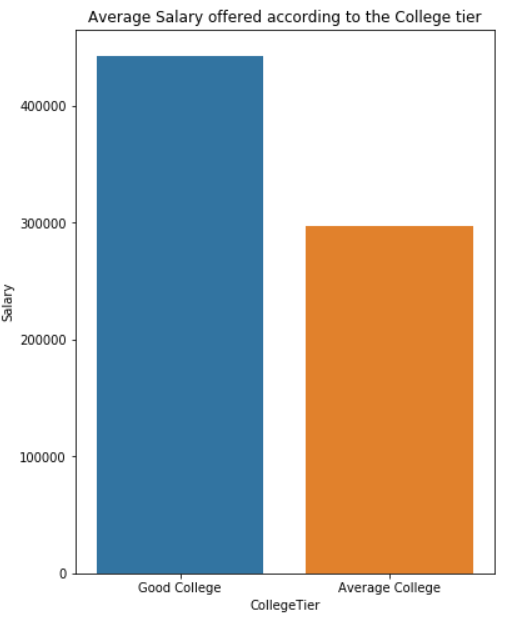 Average Salary offered according to the College tier
400000
300000
200000
100000
0
Salary
Good College
Average College
CollegeTier